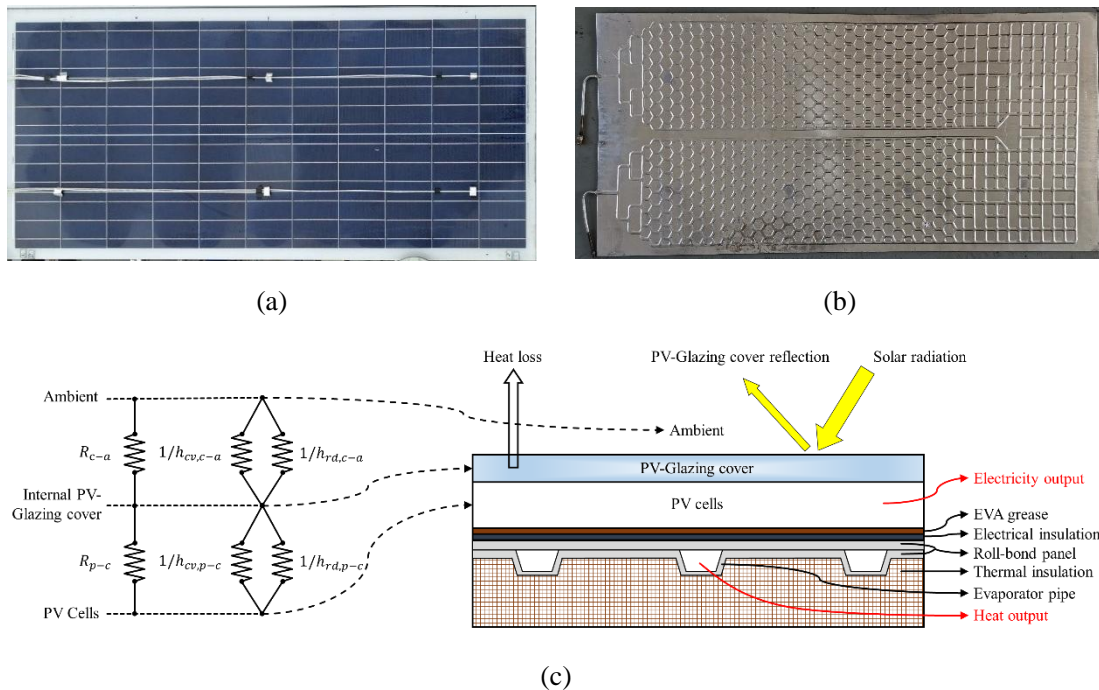 (a)
(b)
Heat loss
PV-Glazing cover reflection
Solar radiation
Ambient
Ambient
R_{c-a}
1/h_{cv,c-a}
1/h_{rd,c-a}
PV-Glazing cover
Internal PV-
Glazing cover
Electricity output
PV cells
EVA grease
Electrical insulation
R_{p-c}
1/h_{cv,p-c}
1/h_{rd,p-c}
Roll-bond panel
Thermal insulation
Evaporator pipe
PV Cells
Heat output
(c)